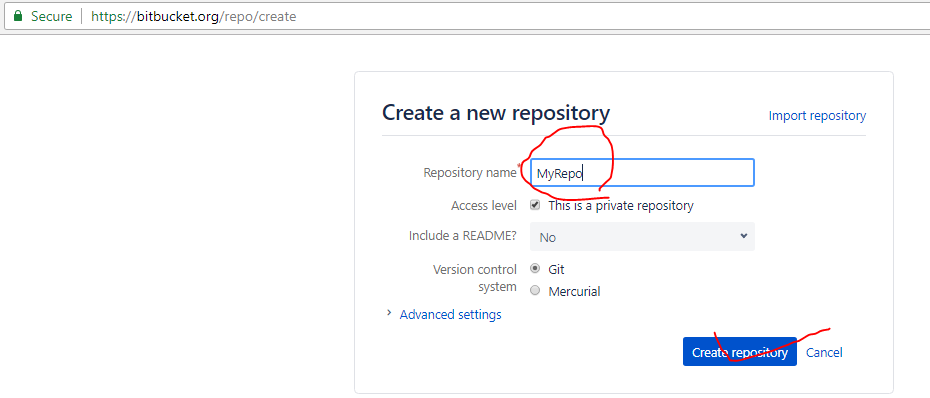 Secure https://bitbucket.org/repo/create
Create a new repository
Import repository
Repository name * MyRepo
Access level This is a private repository
Include a README? No
Version control system
Git
Mercurial
Advanced settings
Create repository Cancel